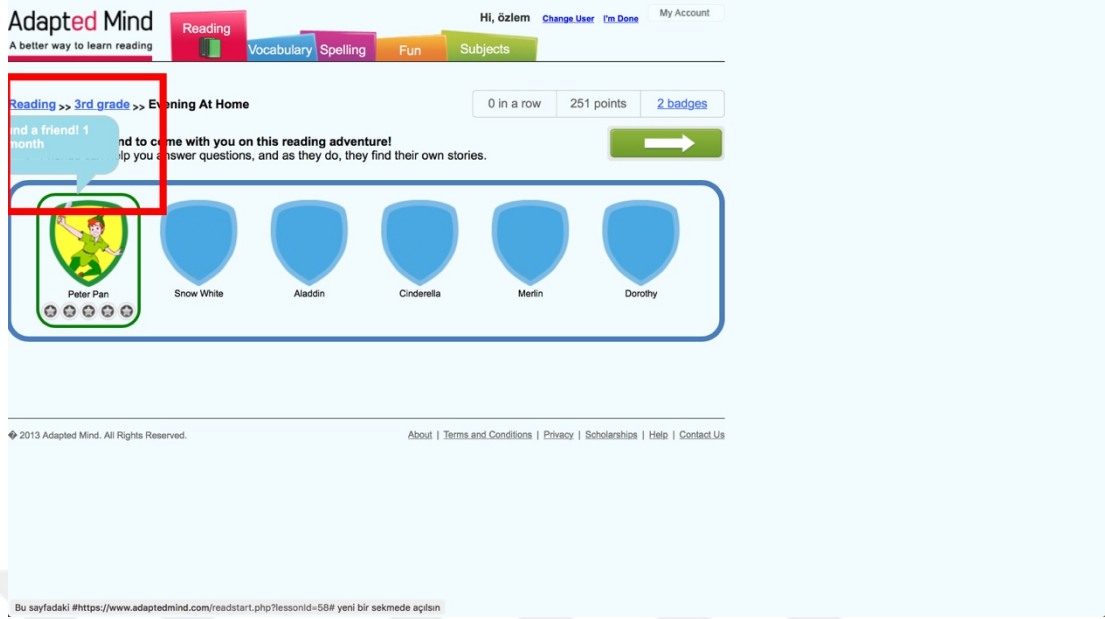 Adapted Mind
A better way to learn reading
Reading
Vocabulary
Spelling
Fun
Subjects
Hi, özlem
Change User
I'm Done
My Account
Reading >> 3rd grade >> Evening At Home
0 in a row
251 points
2 badges
ind a friend! 1
month
nd to come with you on this reading adventure!
lp you answer questions, and as they do, they find their own stories.
Peter Pan
Snow White
Aladdin
Cinderella
Merlin
Dorothy
� 2013 Adapted Mind. All Rights Reserved.
About | Terms and Conditions | Privacy | Scholarships | Help | Contact Us
Bu sayfadaki #https://www.adaptedmind.com/readstart.php?lessonId=58# yeni bir sekmede açılsın